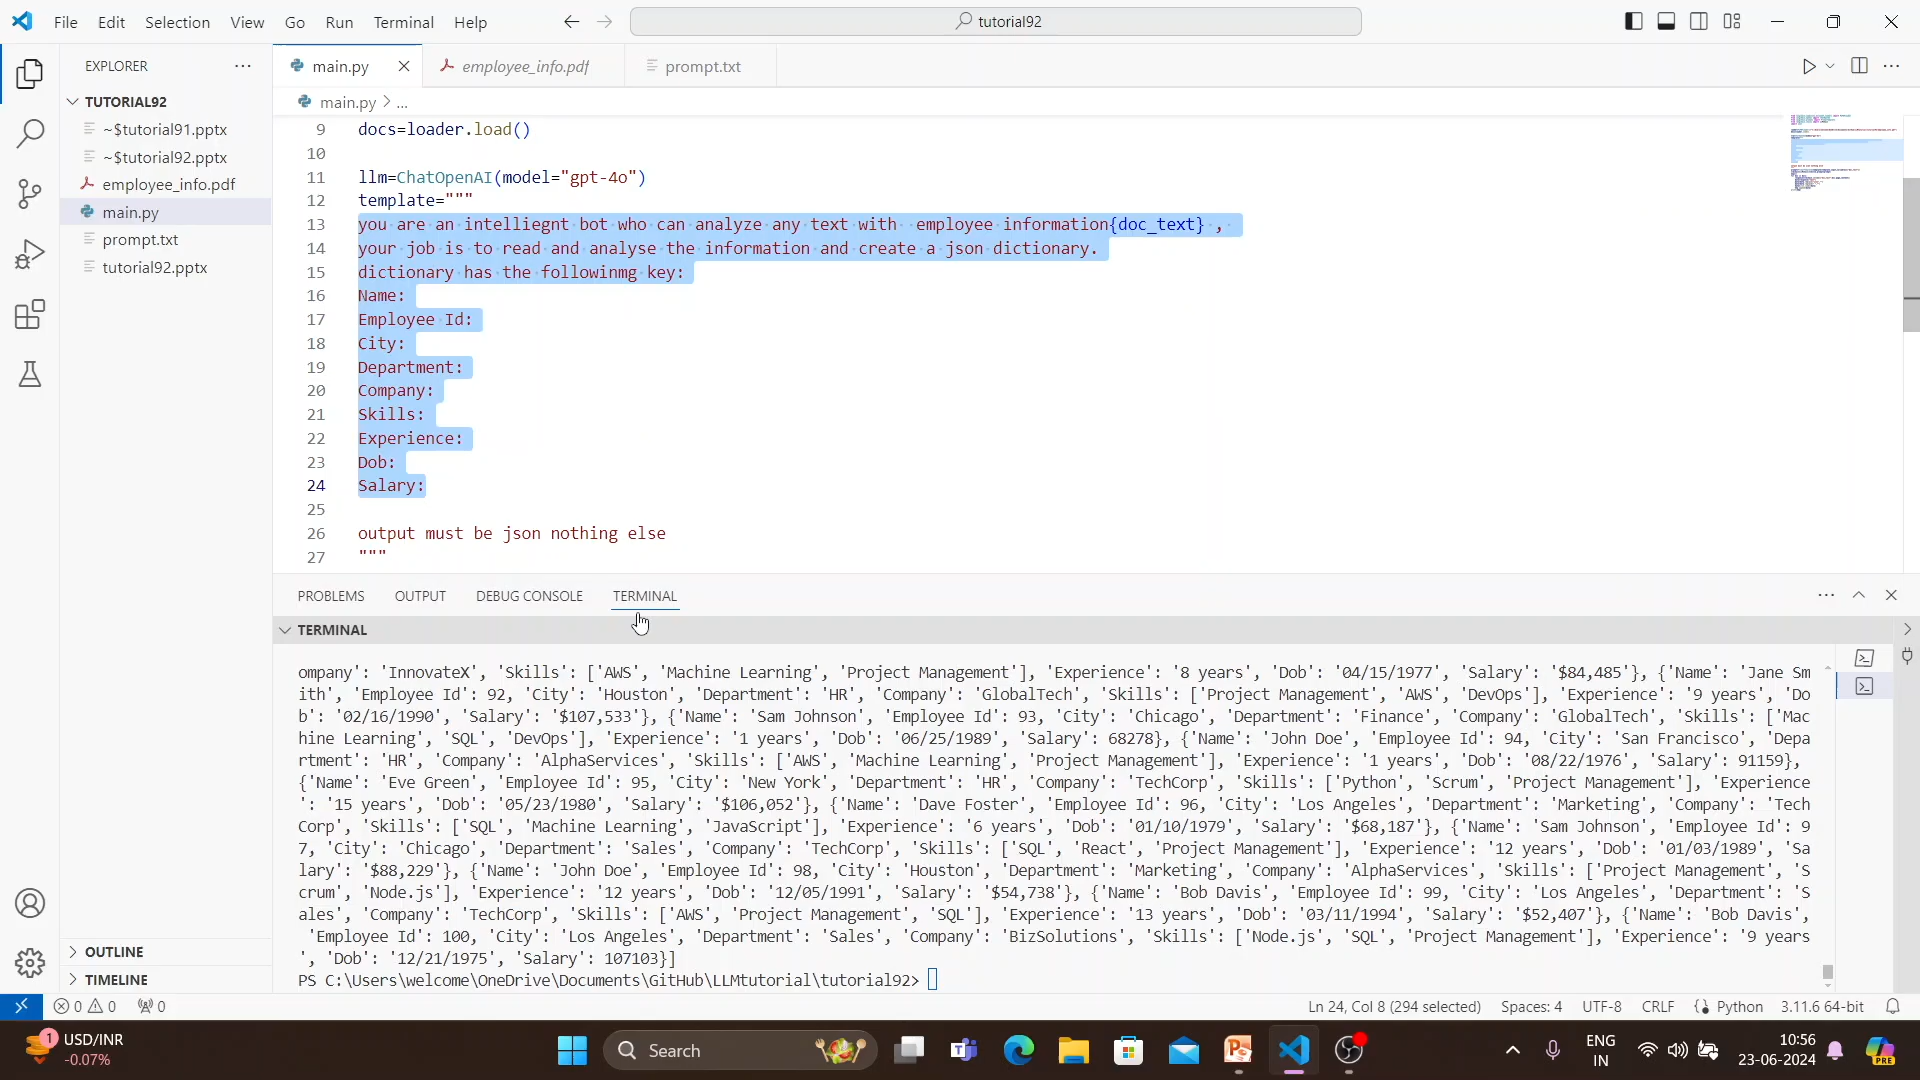 File Edit Selection View Go Run Terminal Help
tutorial92
EXPLORER
main.py
employee_info.pdf
prompt.txt
TUTORIAL92
~$tutorial91.pptx
~$tutorial92.pptx
employee_info.pdf
main.py
prompt.txt
tutorial92.pptx
main.py > ...
9 docs=loader.load()
10
11 llm=ChatOpenAI(model="gpt-4o")
12 template="""
13 you are an intelliegnt bot who can analyze any text with  employee information{doc_text} ,
14 your job is to read and analyse the information and create a json dictionary.
15 dictionary has the followinmg key:
16 Name:
17 Employee Id:
18 City:
19 Department:
20 Company:
21 Skills:
22 Experience:
23 Dob:
24 Salary:
25
26 output must be json nothing else
27 """
PROBLEMS OUTPUT DEBUG CONSOLE TERMINAL
TERMINAL
ompany': 'InnovateX', 'Skills': ['AWS', 'Machine Learning', 'Project Management'], 'Experience': '8 years', 'Dob': '04/15/1977', 'Salary': '$84,485'}, {'Name': 'Jane Sm
ith', 'Employee Id': 92, 'City': 'Houston', 'Department': 'HR', 'Company': 'GlobalTech', 'Skills': ['Project Management', 'AWS', 'DevOps'], 'Experience': '9 years', 'Do
b': '02/16/1990', 'Salary': '$107,533'}, {'Name': 'Sam Johnson', 'Employee Id': 93, 'City': 'Chicago', 'Department': 'Finance', 'Company': 'GlobalTech', 'Skills': ['Mac
hine Learning', 'SQL', 'DevOps'], 'Experience': '1 years', 'Dob': '06/25/1989', 'Salary': 68278}, {'Name': 'John Doe', 'Employee Id': 94, 'City': 'San Francisco', 'Depa
rtment': 'HR', 'Company': 'AlphaServices', 'Skills': ['AWS', 'Machine Learning', 'Project Management'], 'Experience': '1 years', 'Dob': '08/22/1976', 'Salary': 91159},
{'Name': 'Eve Green', 'Employee Id': 95, 'City': 'New York', 'Department': 'HR', 'Company': 'TechCorp', 'Skills': ['Python', 'Scrum', 'Project Management'], 'Experience
': '15 years', 'Dob': '05/23/1980', 'Salary': '$106,052'}, {'Name': 'Dave Foster', 'Employee Id': 96, 'City': 'Los Angeles', 'Department': 'Marketing', 'Company': 'Tech
Corp', 'Skills': ['SQL', 'Machine Learning', 'JavaScript'], 'Experience': '6 years', 'Dob': '01/10/1979', 'Salary': '$68,187'}, {'Name': 'Sam Johnson', 'Employee Id': 9
7, 'City': 'Chicago', 'Department': 'Sales', 'Company': 'TechCorp', 'Skills': ['SQL', 'React', 'Project Management'], 'Experience': '12 years', 'Dob': '01/03/1989', 'Sa
lary': '$88,229'}, {'Name': 'John Doe', 'Employee Id': 98, 'City': 'Houston', 'Department': 'Marketing', 'Company': 'AlphaServices', 'Skills': ['Project Management', 'S
crum', 'Node.js'], 'Experience': '12 years', 'Dob': '12/05/1991', 'Salary': '$54,738'}, {'Name': 'Bob Davis', 'Employee Id': 99, 'City': 'Los Angeles', 'Department': 'S
ales', 'Company': 'TechCorp', 'Skills': ['AWS', 'Project Management', 'SQL'], 'Experience': '13 years', 'Dob': '03/11/1994', 'Salary': '$52,407'}, {'Name': 'Bob Davis',
'Employee Id': 100, 'City': 'Los Angeles', 'Department': 'Sales', 'Company': 'BizSolutions', 'Skills': ['Node.js', 'SQL', 'Project Management'], 'Experience': '9 years
', 'Dob': '12/21/1975', 'Salary': 107103}]
PS C:\Users\welcome\OneDrive\Documents\GitHub\LLMtutorial\tutorial92>
OUTLINE
TIMELINE
0 0 0
Ln 24, Col 8 (294 selected) Spaces: 4 UTF-8 CRLF Python 3.11.6 64-bit
1 USD/INR
-0.07%
Search
ENG
IN
10:56
23-06-2024
PRE